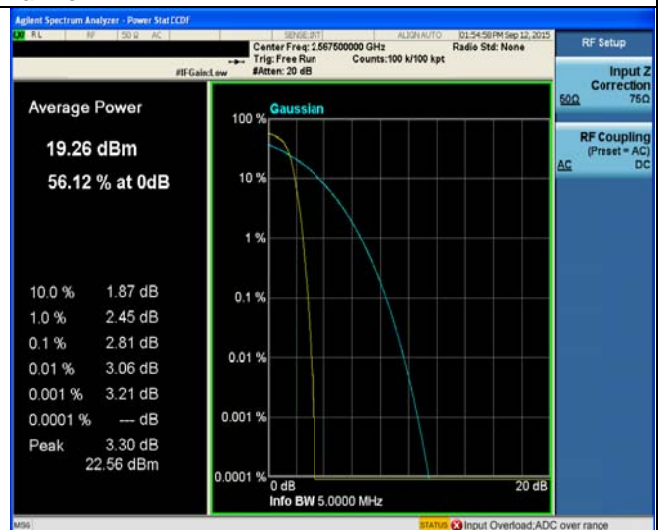 Agilent Spectrum Analyzer - Power Stat CCDF
RL RF 50 Ω AC SENSE:INT ALIGN AUTO 01:54:58 PM Sep 12, 2015
Center Freq: 2.567500000 GHz Radio Std: None
Trig: Free Run Counts:100 k/100 kpt
#IFGain:Low #Atten: 20 dB
RF Setup
Input Z
Correction
50Ω 75Ω
RF Coupling
(Preset = AC)
AC DC
Average Power
19.26 dBm
56.12 % at 0dB
10.0 % 1.87 dB
1.0 % 2.45 dB
0.1 % 2.81 dB
0.01 % 3.06 dB
0.001 % 3.21 dB
0.0001 % --- dB
Peak 3.30 dB
22.56 dBm
Gaussian
100 %
10 %
1 %
0.1 %
0.01 %
0.001 %
0.0001 %
0 dB 20 dB
Info BW 5.0000 MHz
MSG STATUS Input Overload;ADC over range